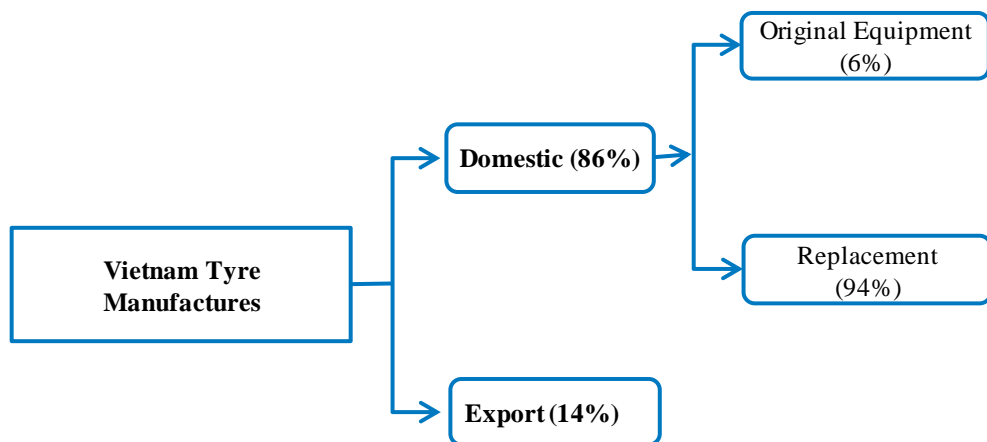 Original Equipment
(6%)
Domestic (86%)
Vietnam Tyre
Manufactures
Replacement
(94%)
Export (14%)